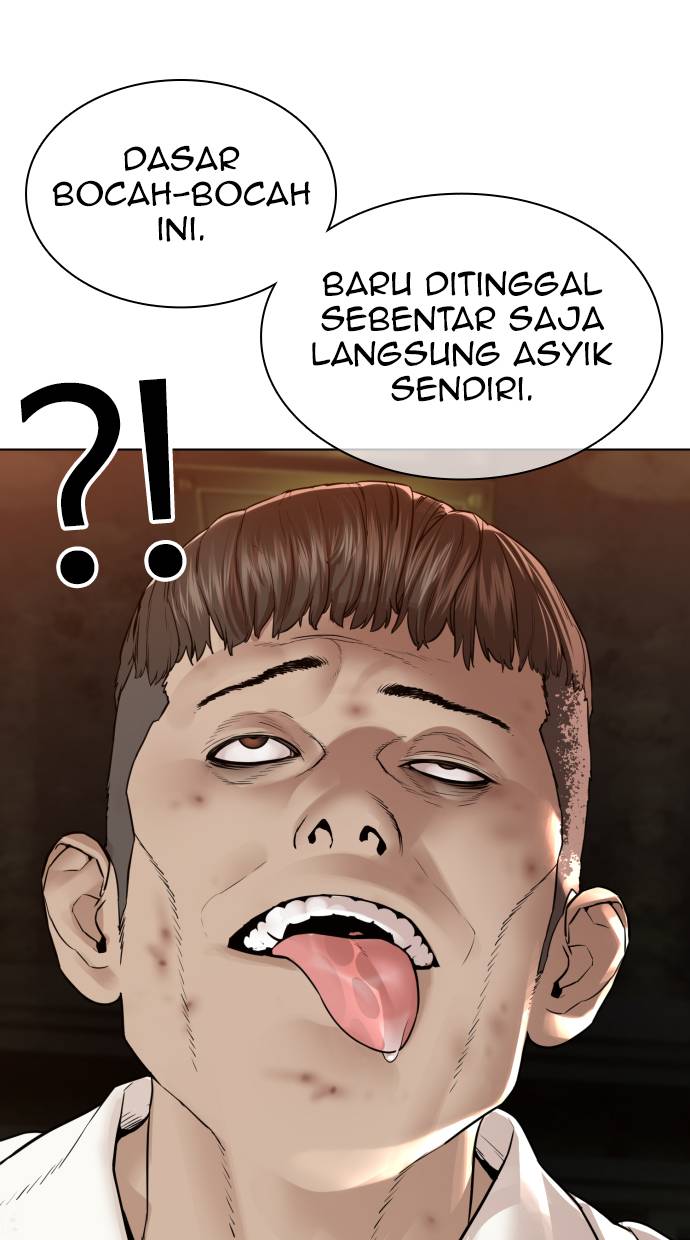 DASAR
BOCAH-BOCAH
INI.
BARU DITINGGAL
SEBENTAR SAJA
LANGSUNG ASYIK
SENDIRI.
?!